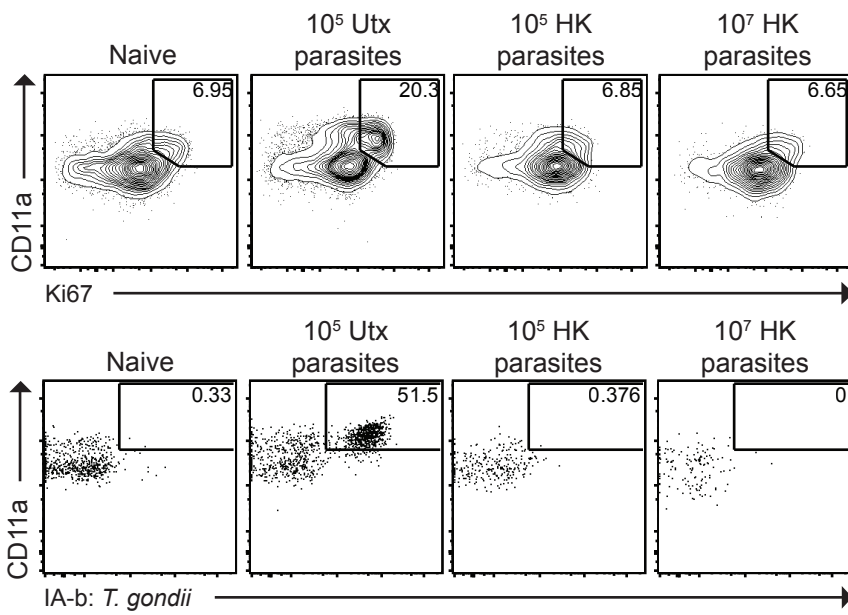 Naive
10⁵ Utx
parasites
10⁵ HK
parasites
10⁷ HK
parasites
6.95
20.3
6.85
6.65
CD11a
Ki67
Naive
10⁵ Utx
parasites
10⁵ HK
parasites
10⁷ HK
parasites
0.33
51.5
0.376
0
CD11a
IA-b: T. gondii